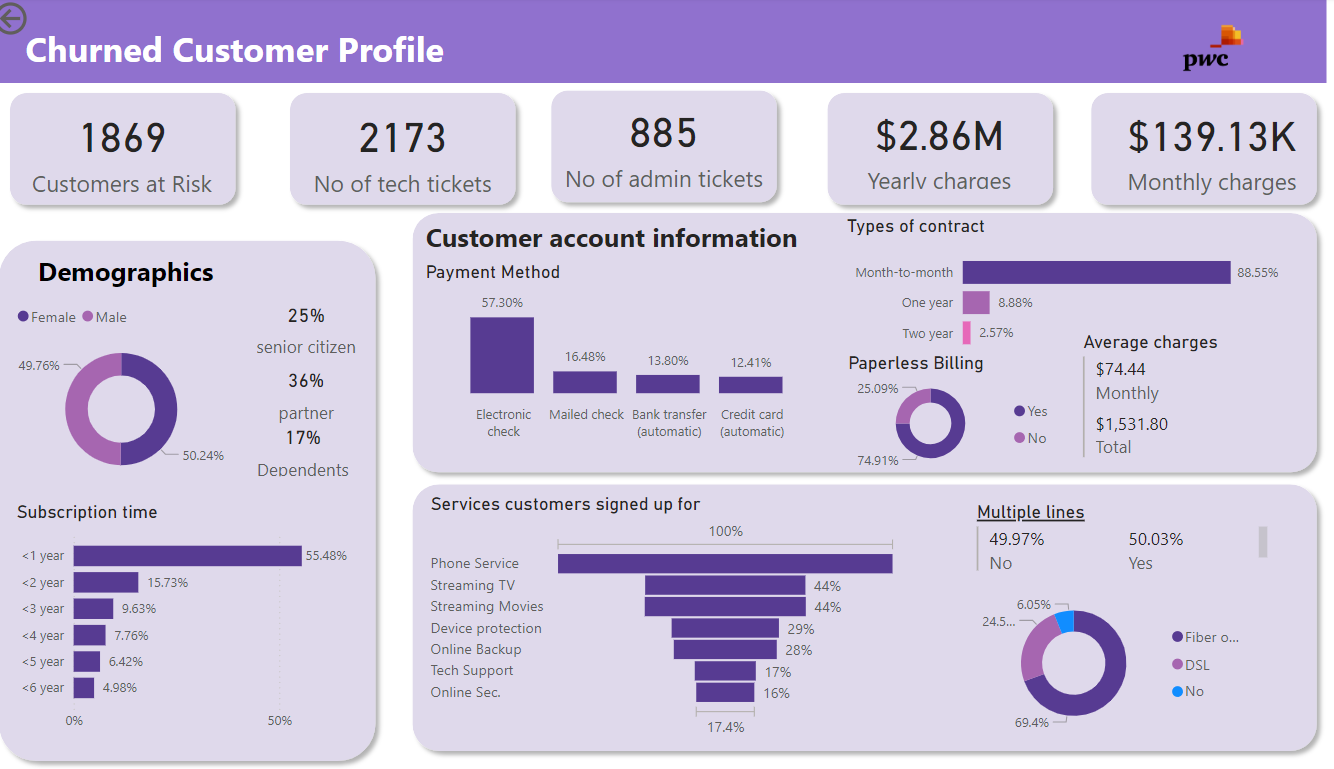 Churned Customer Profile
pwc
1869
Customers at Risk
2173
No of tech tickets
885
No of admin tickets
$2.86M
Yearly charges
$139.13K
Monthly charges
Demographics
Female Male
49.76%
50.24%
25%
senior citizen
36%
partner
17%
Dependents
Subscription time
<1 year 55.48%
<2 year 15.73%
<3 year 9.63%
<4 year 7.76%
<5 year 6.42%
<6 year 4.98%
0% 50%
Customer account information
Payment Method
57.30%
16.48%
13.80%
12.41%
Electronic check
Mailed check
Bank transfer (automatic)
Credit card (automatic)
Types of contract
Month-to-month 88.55%
One year 8.88%
Two year 2.57%
Paperless Billing
25.09%
74.91%
Yes
No
Average charges
$74.44
Monthly
$1,531.80
Total
Services customers signed up for
100%
Phone Service
Streaming TV 44%
Streaming Movies 44%
Device protection 29%
Online Backup 28%
Tech Support 17%
Online Sec. 16%
17.4%
Multiple lines
49.97% 50.03%
No Yes
6.05%
24.5...
69.4%
Fiber o...
DSL
No